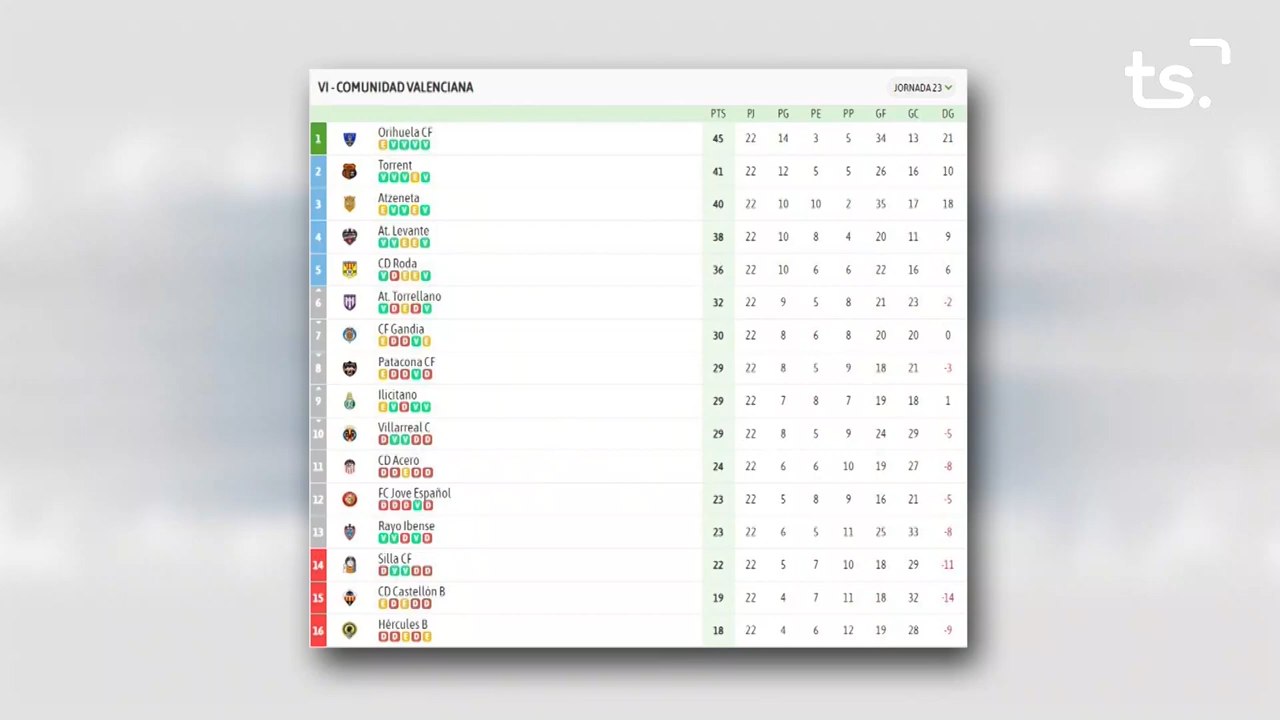 ts.
VI - COMUNIDAD VALENCIANA JORNADA 23
PTS PJ PG PE PP GF GC DG
1 Orihuela CF 45 22 14 3 5 34 13 21
E V V V V
2 Torrent 41 22 12 5 5 26 16 10
V V V E V
3 Atzeneta 40 22 10 10 2 35 17 18
E V V E V
4 At. Levante 38 22 10 8 4 20 11 9
V V E E V
5 CD Roda 36 22 10 6 6 22 16 6
V D E E V
6 At. Torrellano 32 22 9 5 8 21 23 -2
V D E D V
7 CF Gandia 30 22 8 6 8 20 20 0
E D D V E
8 Patacona CF 29 22 8 5 9 18 21 -3
E D D V D
9 Ilicitano 29 22 7 8 7 19 18 1
E V D V V
10 Villarreal C 29 22 8 5 9 24 29 -5
D V V D D
11 CD Acero 24 22 6 6 10 19 27 -8
D D E D D
12 FC Jove Español 23 22 5 8 9 16 21 -5
D D D V D
13 Rayo Ibense 23 22 6 5 11 25 33 -8
V V D V D
14 Silla CF 22 22 5 7 10 18 29 -11
D V V D D
15 CD Castellón B 19 22 4 7 11 18 32 -14
E D E D D
16 Hércules B 18 22 4 6 12 19 28 -9
D D E D E